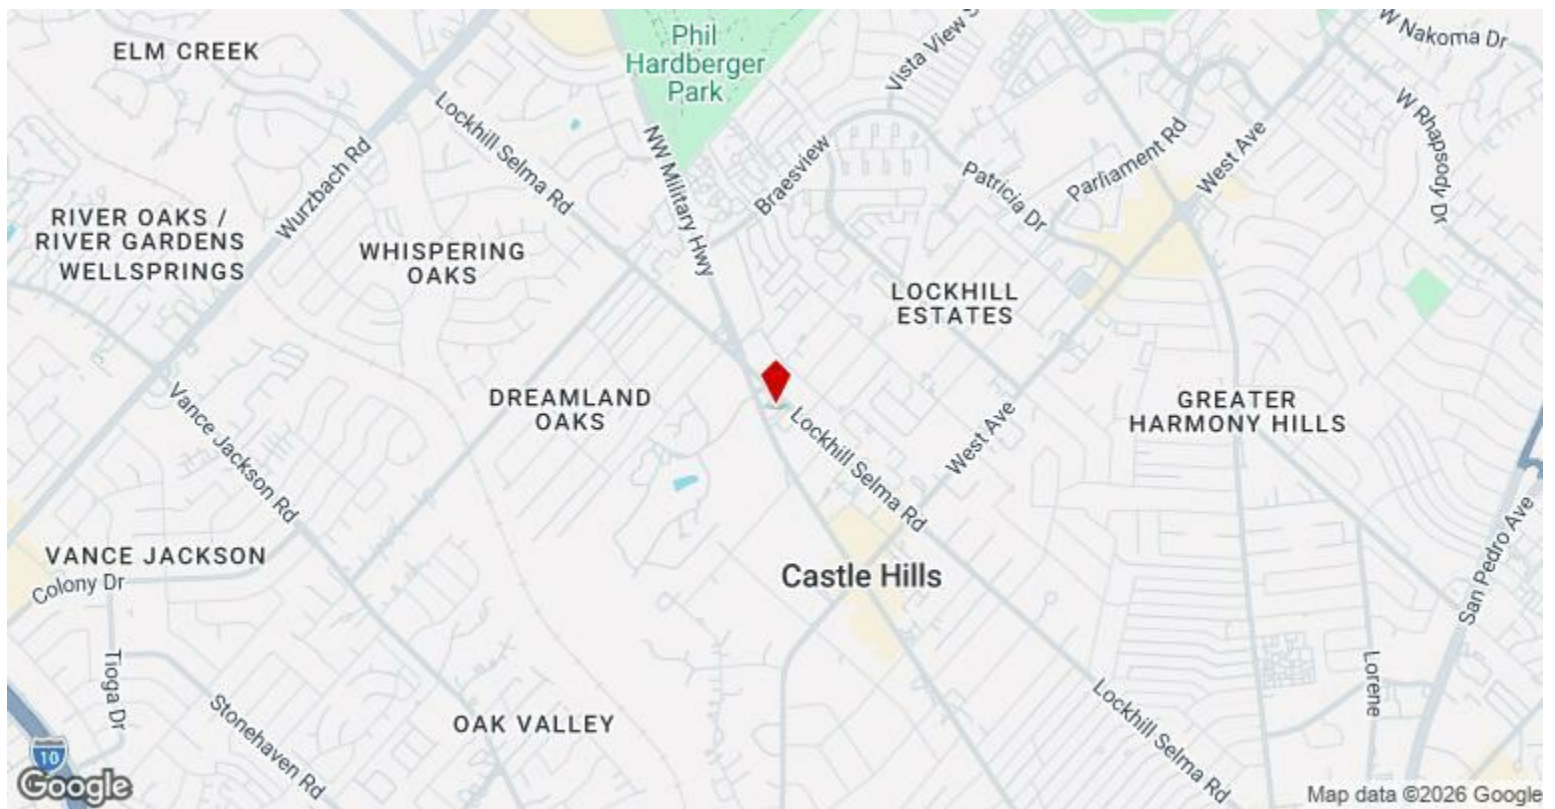 ELM CREEK
Phil
Hardberger
Park
Vista View S
W Nakoma Dr
Lockhill Selma Rd
W Rhapsody Dr
Wurzbach Rd
NW Military Hwy
Braesview
Parliament Rd
West Ave
Patricia Dr
RIVER OAKS /
RIVER GARDENS
WELLSPRINGS
WHISPERING
OAKS
LOCKHILL
ESTATES
Vance Jackson Rd
DREAMLAND
OAKS
Lockhill Selma Rd
West Ave
GREATER
HARMONY HILLS
VANCE JACKSON
Colony Dr
Castle Hills
San Pedro Ave
Tioga Dr
Stonehaven Rd
OAK VALLEY
Lorene
Lockhill Selma Rd
10
Google
Map data ©2026 Google